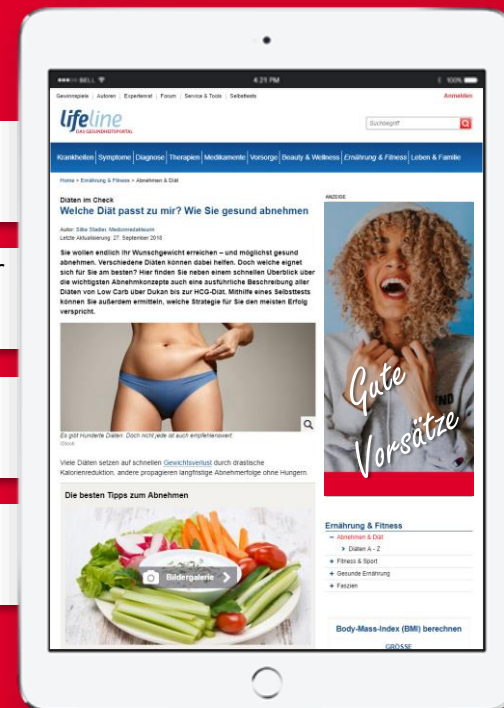 BELL
4:21 PM
100%
Gewinnspiele | Autoren | Expertenrat | Forum | Service & Tools | Selbsttests
Anmelden
lifeline
DAS GESUNDHEITSPORTAL
Suchbegriff
Krankheiten | Symptome | Diagnose | Therapien | Medikamente | Vorsorge | Beauty & Wellness | Ernährung & Fitness | Leben & Familie
Home > Ernährung & Fitness > Abnehmen & Diät
Diäten im Check
Welche Diät passt zu mir? Wie Sie gesund abnehmen
Autor: Silke Stadler, Medizinredakteurin
Letzte Aktualisierung: 27. September 2018
Sie wollen endlich Ihr Wunschgewicht erreichen – und möglichst gesund
abnehmen. Verschiedene Diäten können dabei helfen. Doch welche eignet
sich für Sie am besten? Hier finden Sie neben einem schnellen Überblick über
die wichtigsten Abnehmkonzepte auch eine ausführliche Beschreibung aller
Diäten von Low Carb über Dukan bis zur HCG-Diät. Mithilfe eines Selbsttests
können Sie außerdem ermitteln, welche Strategie für Sie den meisten Erfolg
verspricht.
Es gibt Hunderte Diäten. Doch nicht jede ist auch empfehlenswert.
iStock
Viele Diäten setzen auf schnellen Gewichtsverlust durch drastische
Kalorienreduktion, andere propagieren langfristige Abnehmerfolge ohne Hungern.
Die besten Tipps zum Abnehmen
Bildergalerie
ANZEIGE
Gute
Vorsätze
Ernährung & Fitness
– Abnehmen & Diät
> Diäten A - Z
+ Fitness & Sport
+ Gesunde Ernährung
+ Faszien
Body-Mass-Index (BMI) berechnen
GRÖSSE
r